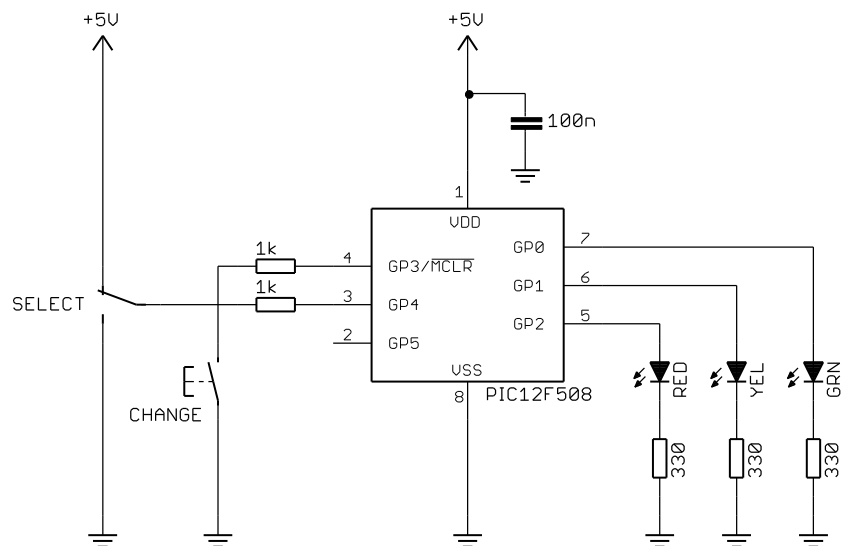 +5V
+5V
100n
1
VDD
1k
4
GP3/MCLR
GP0
7
1k
3
GP4
GP1
6
SELECT
2
GP5
GP2
5
VSS
8
PIC12F508
CHANGE
RED
YEL
GRN
330
330
330